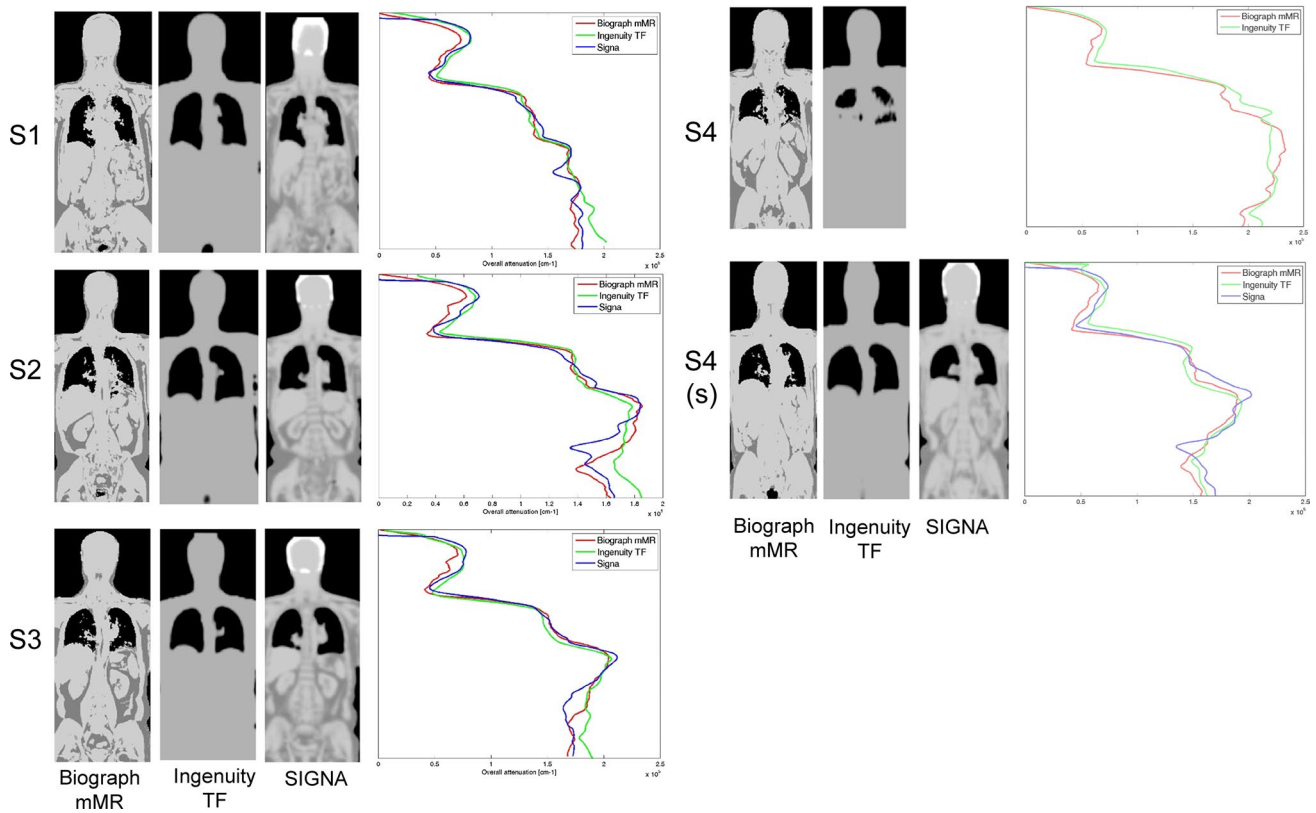 S1
Biograph mMR
Ingenuity TF
Signa
0 0.5 1 1.5 2 2.5
Overall attenuation [cm-1]
x 10⁵
S2
Biograph mMR
Ingenuity TF
Signa
0 0.2 0.4 0.6 0.8 1 1.2 1.4 1.6 1.8 2
Overall attenuation [cm-1]
S3
Biograph mMR
Ingenuity TF
Signa
0 0.5 1 1.5 2 2.5
Overall attenuation [cm-1]
x 10⁵
Biograph mMR
Ingenuity TF
SIGNA
S4
Biograph mMR
Ingenuity TF
0 0.5 1 1.5 2 2.5
x 10⁵
S4 (s)
Biograph mMR
Ingenuity TF
Signa
0 0.5 1 1.5 2 2.5
x 10⁵
Biograph mMR
Ingenuity TF
SIGNA